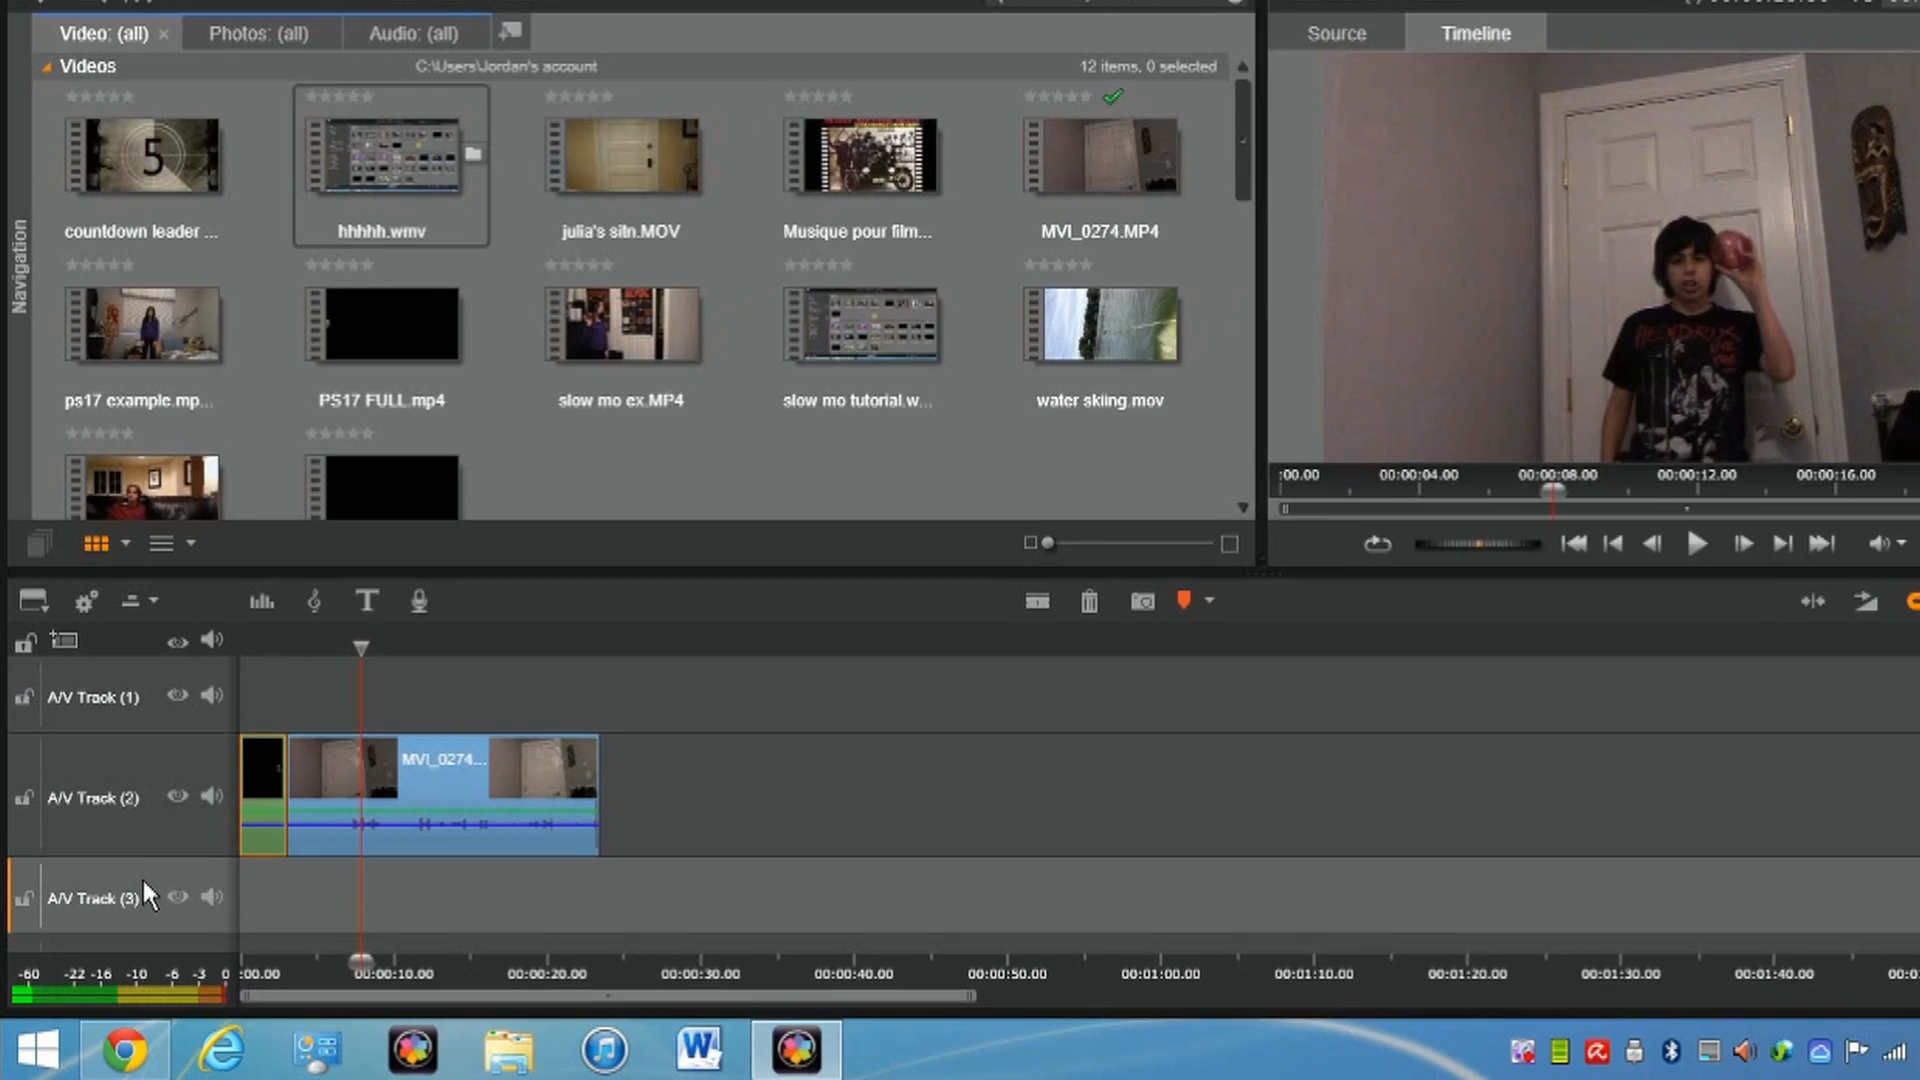 Video: (all) × Photos: (all) Audio: (all)
Source Timeline
Videos C:\Users\Jordan's account 12 items, 0 selected
5
countdown leader ... hhhhh.wmv julia's sitn.MOV Musique pour film... MVI_0274.MP4
Navigation
HENDRIX
ps17 example.mp... PS17 FULL.mp4 slow mo ex.MP4 slow mo tutorial.w... water skiing.mov
:00.00 00:00:04.00 00:00:08.00 00:00:12.00 00:00:16.00
T
A/V Track (1)
MVI_0274...
A/V Track (2)
A/V Track (3)
-60 -22 -16 -10 -6 -3 0
:00.00 00:00:10.00 00:00:20.00 00:00:30.00 00:00:40.00 00:00:50.00 00:01:00.00 00:01:10.00 00:01:20.00 00:01:30.00 00:01:40.00 00:0
W